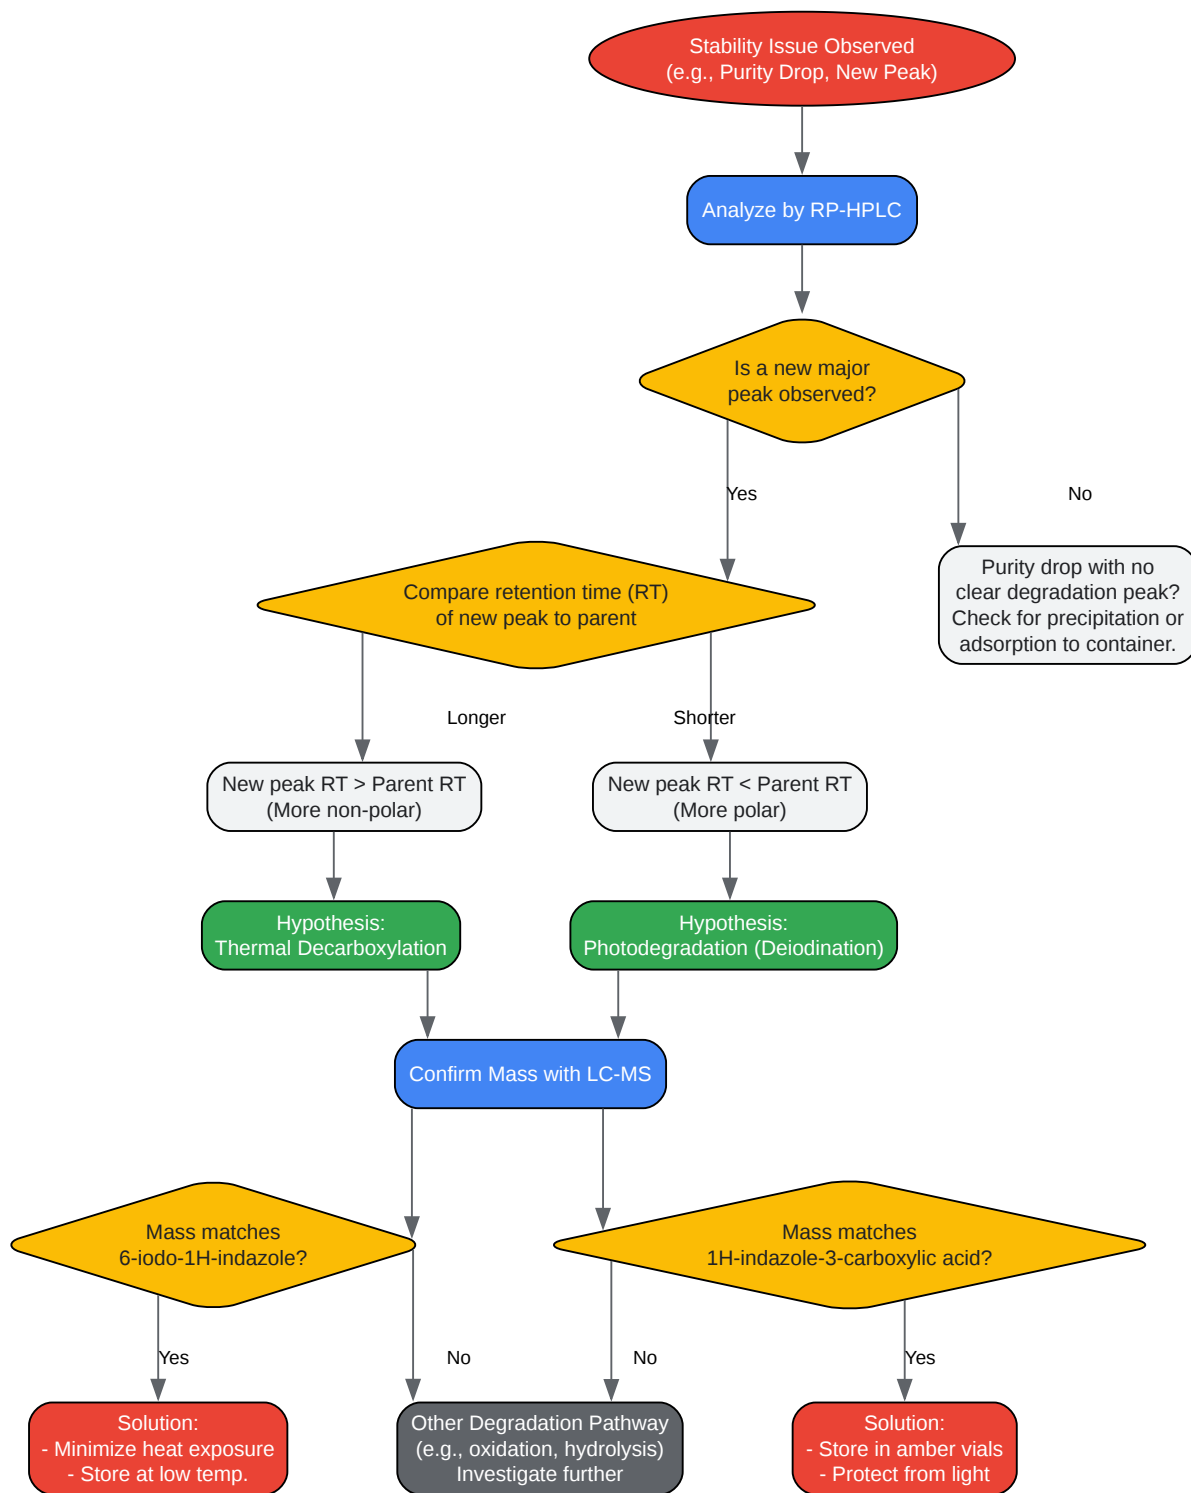 Stability Issue Observed
(e.g., Purity Drop, New Peak)
Analyze by RP-HPLC
Is a new major
peak observed?
Yes
No
Purity drop with no
clear degradation peak?
Check for precipitation or
adsorption to container.
Compare retention time (RT)
of new peak to parent
Longer
Shorter
New peak RT > Parent RT
(More non-polar)
New peak RT < Parent RT
(More polar)
Hypothesis:
Thermal Decarboxylation
Hypothesis:
Photodegradation (Deiodination)
Confirm Mass with LC-MS
Mass matches
6-iodo-1H-indazole?
Mass matches
1H-indazole-3-carboxylic acid?
Yes
No
No
Yes
Solution:
- Minimize heat exposure
- Store at low temp.
Other Degradation Pathway
(e.g., oxidation, hydrolysis)
Investigate further
Solution:
- Store in amber vials
- Protect from light